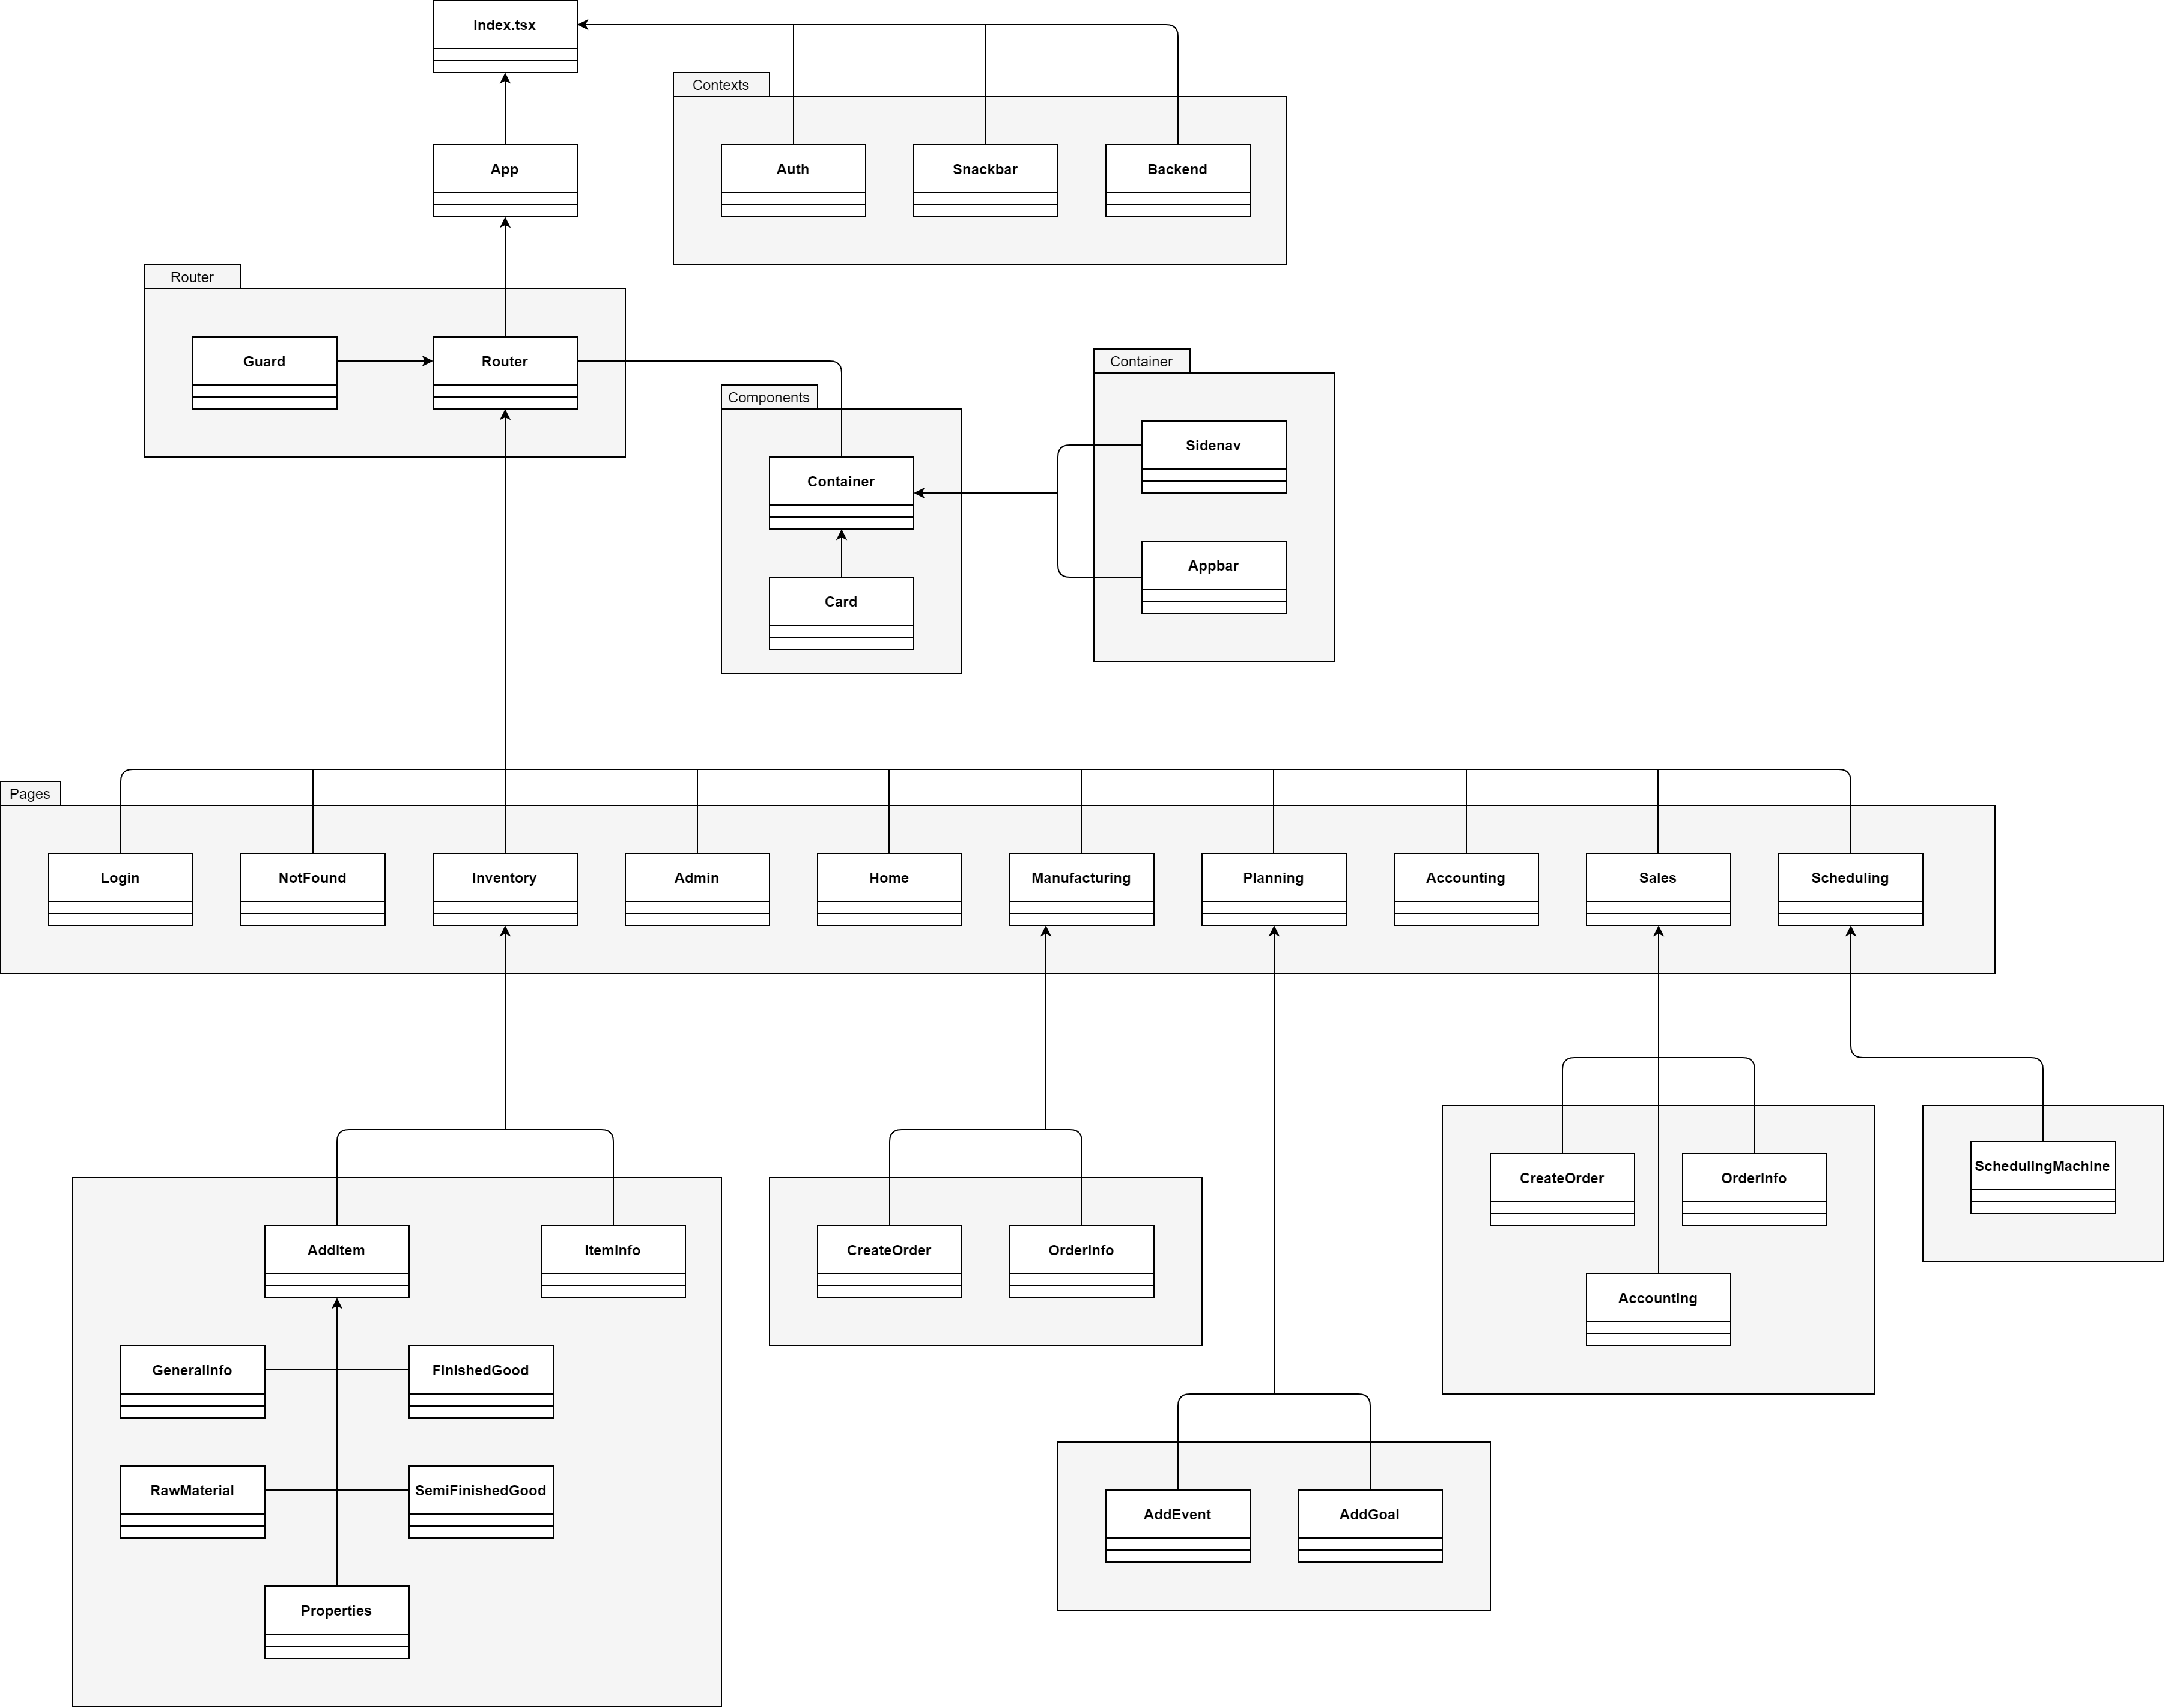 index.tsx
Contexts
App
Auth
Snackbar
Backend
Router
Guard
Router
Container
Components
Sidenav
Container
Appbar
Card
Pages
Login
NotFound
Inventory
Admin
Home
Manufacturing
Planning
Accounting
Sales
Scheduling
CreateOrder
OrderInfo
SchedulingMachine
AddItem
ItemInfo
CreateOrder
OrderInfo
Accounting
GeneralInfo
FinishedGood
RawMaterial
SemiFinishedGood
AddEvent
AddGoal
Properties